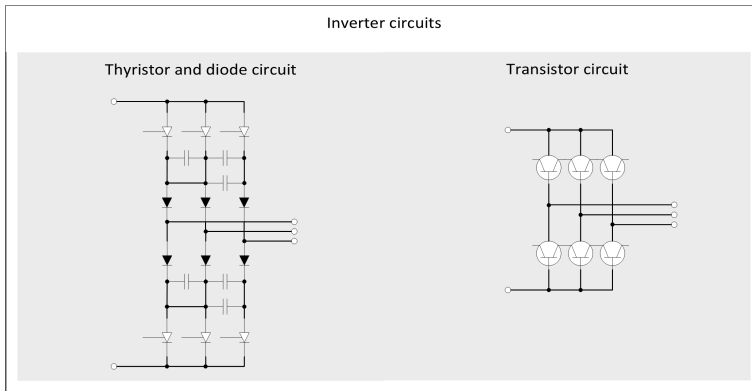 Inverter circuits
Thyristor and diode circuit
Transistor circuit